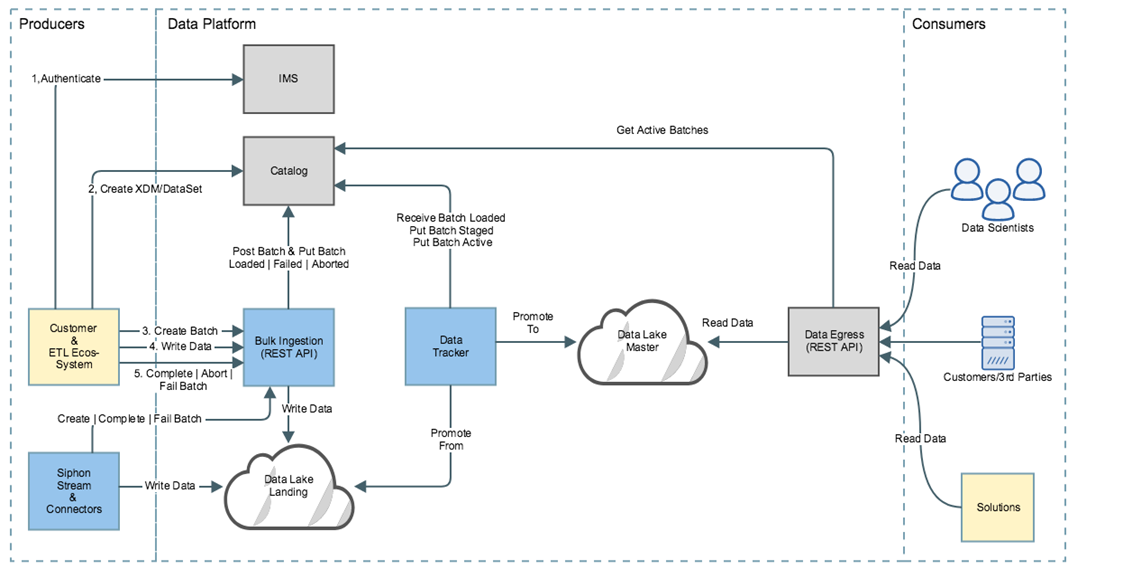 Producers
Data Platform
Consumers
1,Authenticate
IMS
Get Active Batches
Catalog
2, Create XDM/DataSet
Receive Batch Loaded
Put Batch Staged
Put Batch Active
Data Scientists
Post Batch & Put Batch
Loaded | Failed | Aborted
Read Data
Customer
&
ETL Ecos-
System
3. Create Batch
4. Write Data
5. Complete | Abort |
Fail Batch
Bulk Ingestion
(REST API)
Data
Tracker
Promote
To
Data Lake
Master
Read Data
Data Egress
(REST API)
Customers/3rd Parties
Create | Complete | Fail Batch
Write Data
Promote
From
Read Data
Siphon
Stream
&
Connectors
Write Data
Data Lake
Landing
Solutions